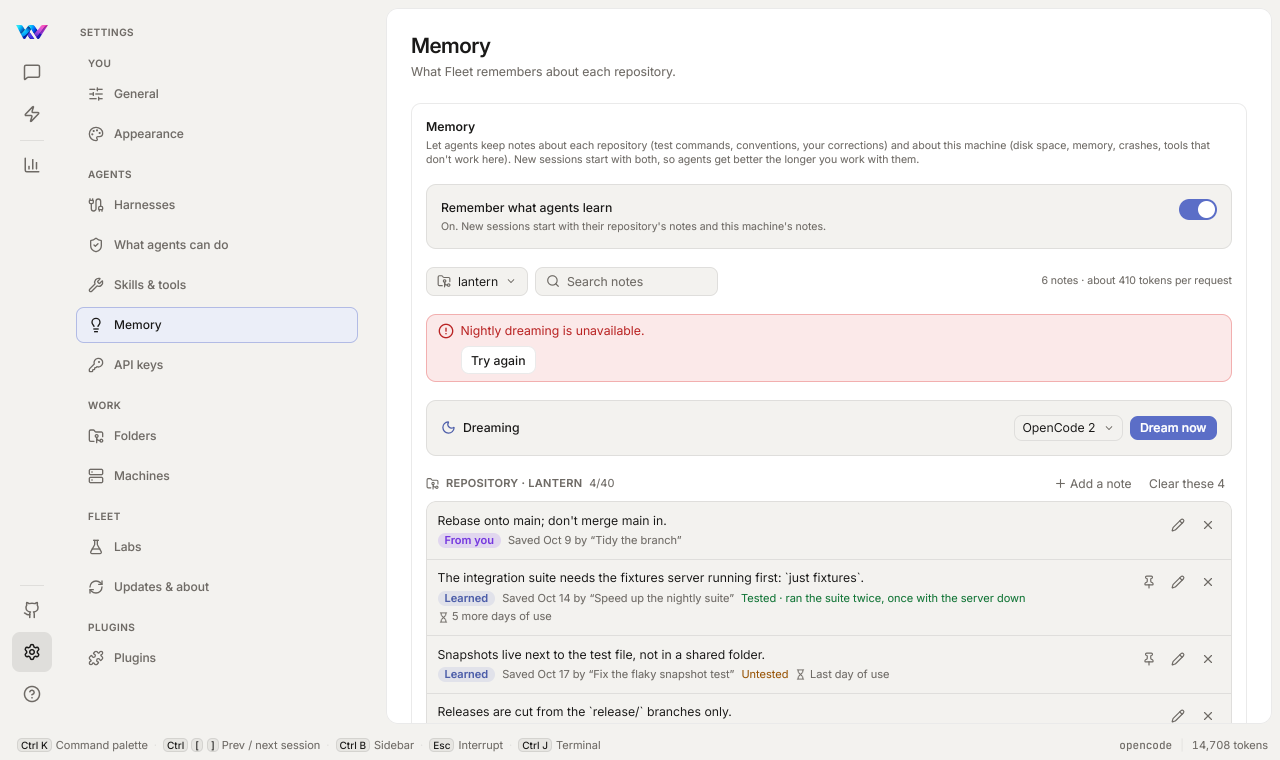 SETTINGS
YOU
General
Appearance
AGENTS
Harnesses
What agents can do
Skills & tools
Memory
API keys
WORK
Folders
Machines
FLEET
Labs
Updates & about
PLUGINS
Plugins
Memory
What Fleet remembers about each repository.
Memory
Let agents keep notes about each repository (test commands, conventions, your corrections) and about this machine (disk space, memory, crashes, tools that
don't work here). New sessions start with both, so agents get better the longer you work with them.
Remember what agents learn
On. New sessions start with their repository's notes and this machine's notes.
lantern Search notes 6 notes · about 410 tokens per request
Nightly dreaming is unavailable.
Try again
Dreaming OpenCode 2 Dream now
REPOSITORY · LANTERN 4/40 Add a note Clear these 4
Rebase onto main; don't merge main in.
From you Saved Oct 9 by “Tidy the branch”
The integration suite needs the fixtures server running first: `just fixtures`.
Learned Saved Oct 14 by “Speed up the nightly suite” Tested · ran the suite twice, once with the server down
5 more days of use
Snapshots live next to the test file, not in a shared folder.
Learned Saved Oct 17 by “Fix the flaky snapshot test” Untested Last day of use
Releases are cut from the `release/` branches only.
Ctrl K Command palette Ctrl [ ] Prev / next session Ctrl B Sidebar Esc Interrupt Ctrl J Terminal opencode 14,708 tokens